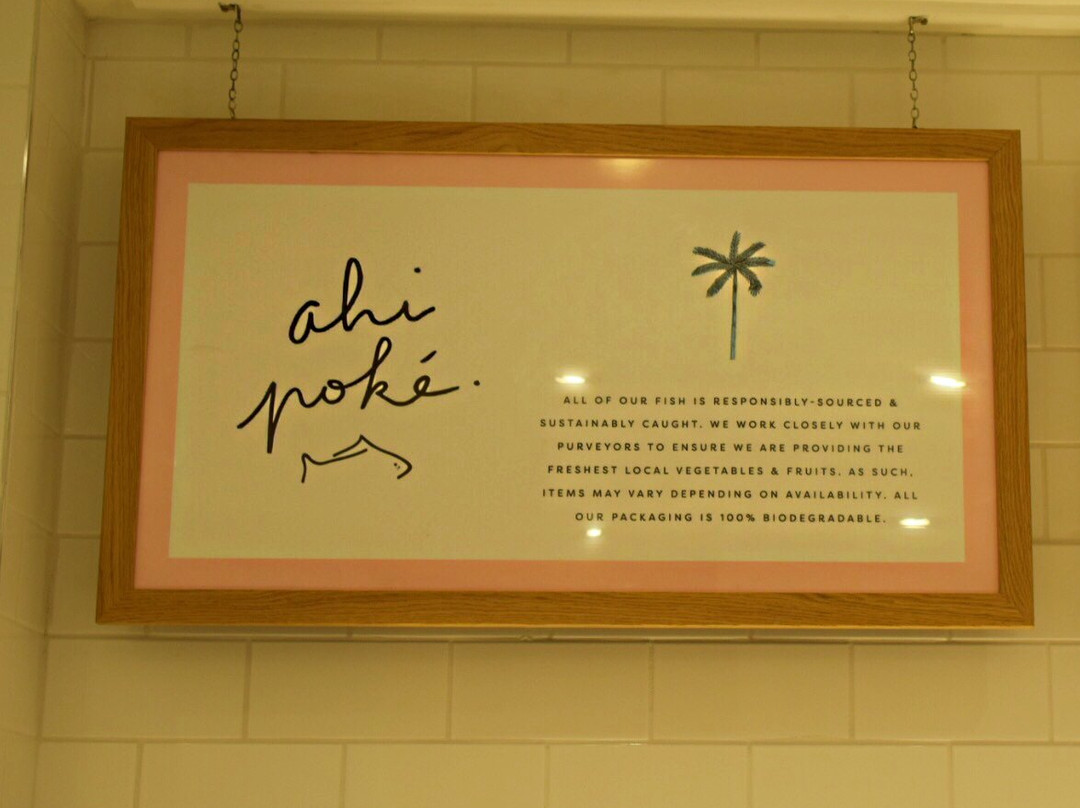 ahi
poké.
ALL OF OUR FISH IS RESPONSIBLY-SOURCED &
SUSTAINABLY CAUGHT. WE WORK CLOSELY WITH OUR
PURVEYORS TO ENSURE WE ARE PROVIDING THE
FRESHEST LOCAL VEGETABLES & FRUITS. AS SUCH,
ITEMS MAY VARY DEPENDING ON AVAILABILITY. ALL
OUR PACKAGING IS 100% BIODEGRADABLE.